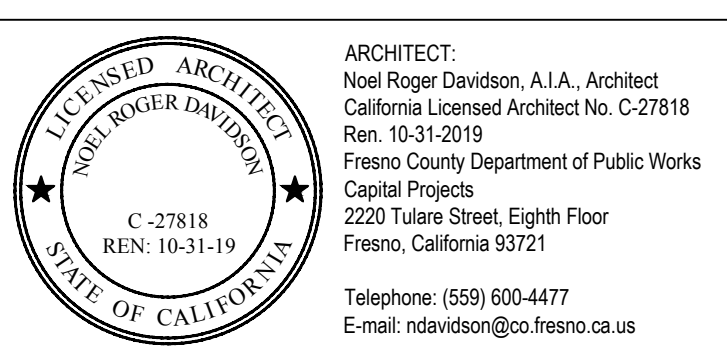 LICENSED ARCHITECT
NOEL ROGER DAVIDSON
C -27818
REN: 10-31-19
STATE OF CALIFORNIA
ARCHITECT:
Noel Roger Davidson, A.I.A., Architect
California Licensed Architect No. C-27818
Ren. 10-31-2019
Fresno County Department of Public Works
Capital Projects
2220 Tulare Street, Eighth Floor
Fresno, California 93721
Telephone: (559) 600-4477
E-mail: ndavidson@co.fresno.ca.us